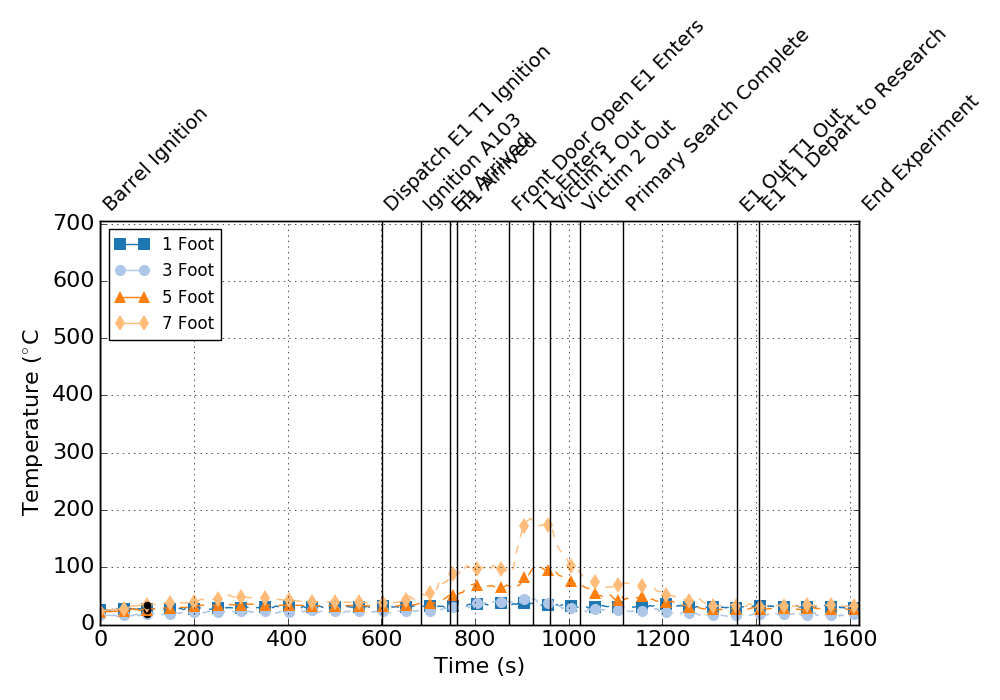 Barrel Ignition
Dispatch E1 T1 Ignition
Ignition A103
E1 Arrived
T1 Arrived
Front Door Open E1 Enters
T1 Enters
Victim 1 Out
Victim 2 Out
Primary Search Complete
E1 Out T1 Out
E1 T1 Depart to Research
End Experiment
700
600
500
400
300
200
100
0
Temperature (°C
1 Foot
3 Foot
5 Foot
7 Foot
0 200 400 600 800 1000 1200 1400 1600
Time (s)